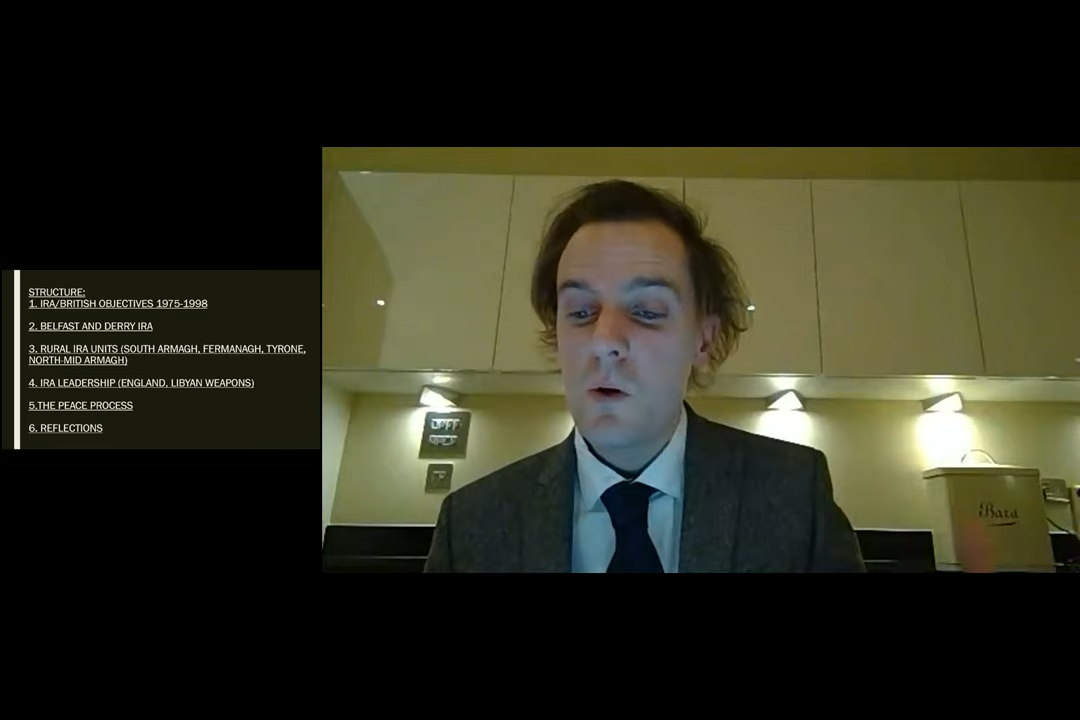 STRUCTURE:
1. IRA/BRITISH OBJECTIVES 1975-1998
2. BELFAST AND DERRY IRA
3. RURAL IRA UNITS (SOUTH ARMAGH, FERMANAGH, TYRONE,
NORTH-MID ARMAGH)
4. IRA LEADERSHIP (ENGLAND, LIBYAN WEAPONS)
5.THE PEACE PROCESS
6. REFLECTIONS
Bara